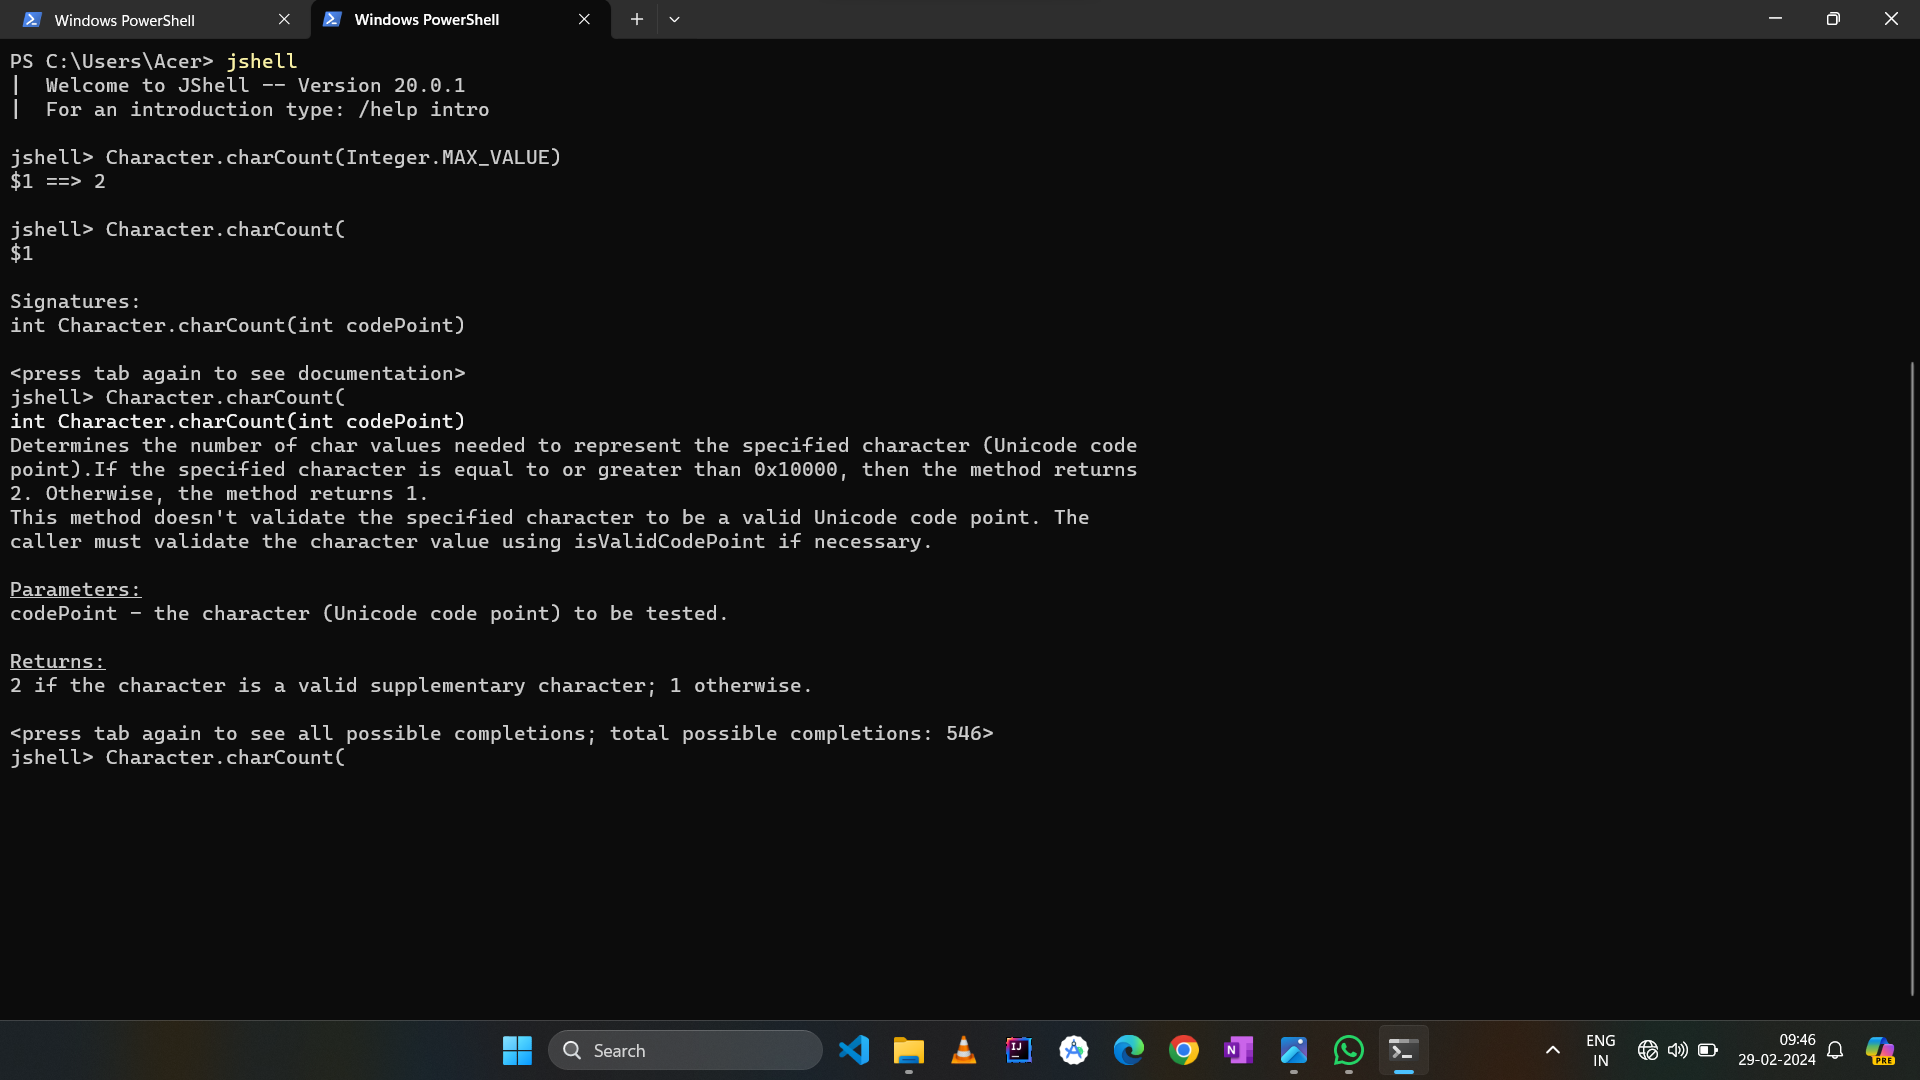 Windows PowerShell
Windows PowerShell
PS C:\Users\Acer> jshell
|  Welcome to JShell -- Version 20.0.1
|  For an introduction type: /help intro
jshell> Character.charCount(Integer.MAX_VALUE)
$1 ==> 2
jshell> Character.charCount(
$1
Signatures:
int Character.charCount(int codePoint)
<press tab again to see documentation>
jshell> Character.charCount(
int Character.charCount(int codePoint)
Determines the number of char values needed to represent the specified character (Unicode code
point).If the specified character is equal to or greater than 0x10000, then the method returns
2. Otherwise, the method returns 1.
This method doesn't validate the specified character to be a valid Unicode code point. The
caller must validate the character value using isValidCodePoint if necessary.
Parameters:
codePoint - the character (Unicode code point) to be tested.
Returns:
2 if the character is a valid supplementary character; 1 otherwise.
<press tab again to see all possible completions; total possible completions: 546>
jshell> Character.charCount(
Search
IJ
N
ENG
IN
09:46
29-02-2024
PRE